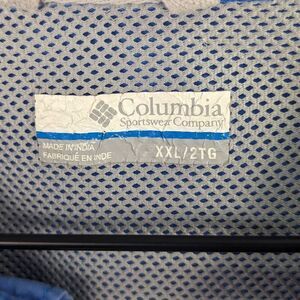 Columbia
Sportswear Company
MADE IN INDIA
FABRIQUÉ EN INDE
XXL/2TG